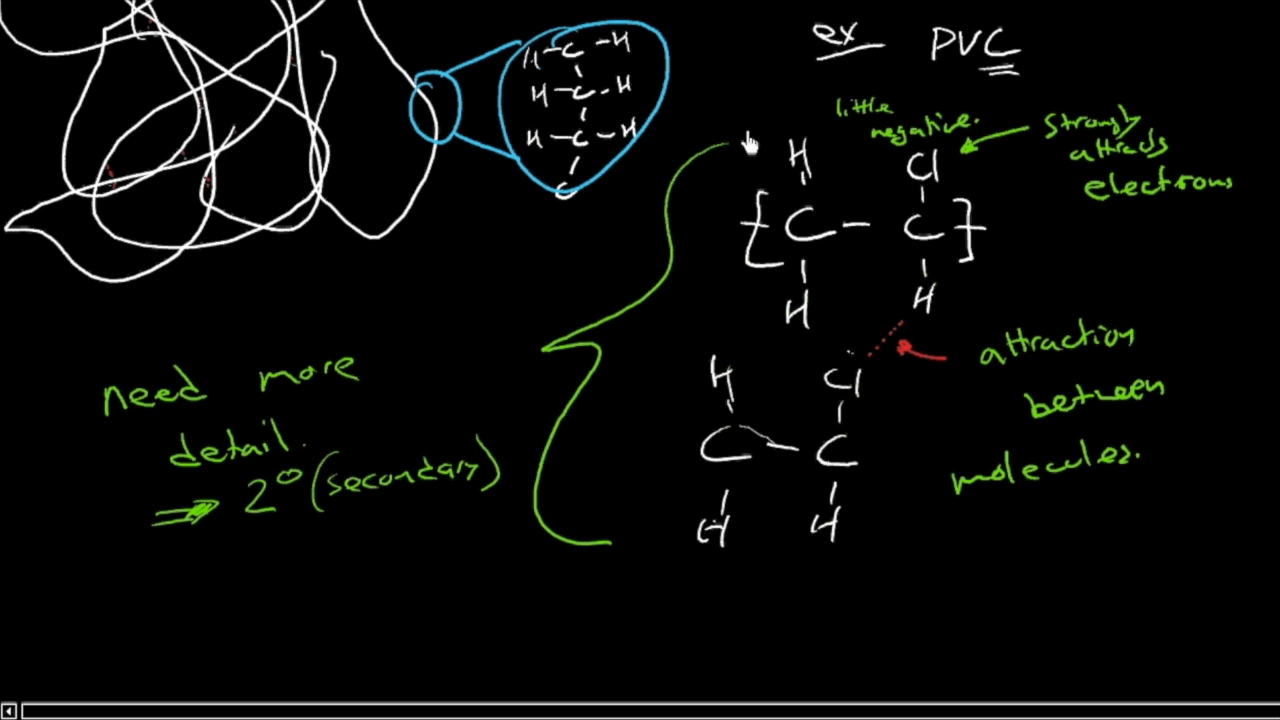 ex PVC
H-C-H
H-C-H
H-C-H
C
little
negative.
strongly
attracts
electrons
H Cl
[C - C]
H H
H Cl
C - C
H H
attraction
between
molecules.
need more
detail.
⇒ 2° (secondary)